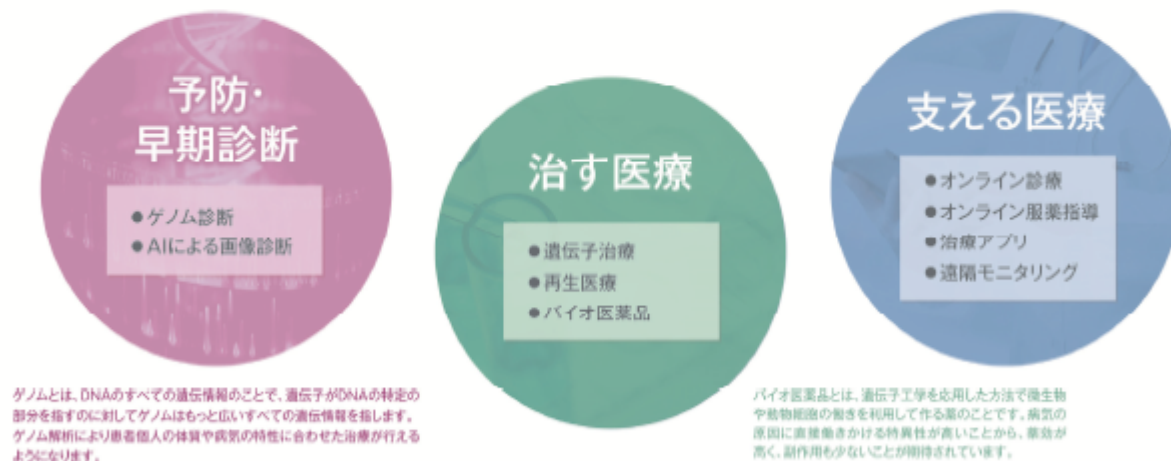 予防・
早期診断
●ゲノム診断
●AIによる画像診断
治す医療
●遺伝子治療
●再生医療
●バイオ医薬品
支える医療
●オンライン診療
●オンライン服薬指導
●治療アプリ
●遠隔モニタリング
ゲノムとは、DNAのすべての遺伝情報のことで、遺伝子がDNAの特定の
部分を指すのに対してゲノムはもっと広いすべての遺伝情報を指します。
ゲノム解析により患者個人の体質や病気の特性に合わせた治療が行える
ようになります。
バイオ医薬品とは、遺伝子工学を応用した方法で微生物
や動物細胞の働きを利用して作る薬のことです。病気の
原因に直接働きかける特異性が高いことから、薬効が
高く、副作用も少ないことが期待されています。